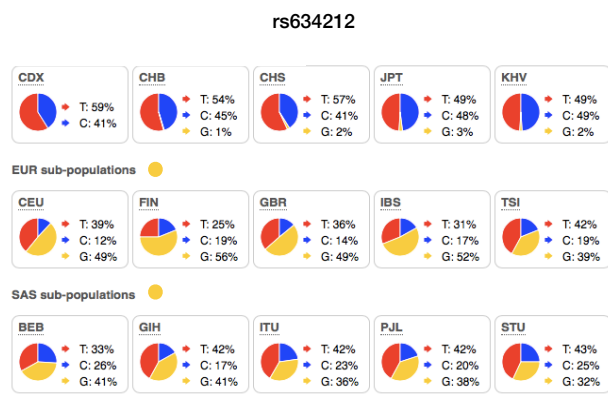 rs634212
CDX CHB CHS JPT KHV
T: 59% T: 54% T: 57% T: 49% T: 49%
C: 41% C: 45% C: 41% C: 48% C: 49%
G: 1% G: 2% G: 3% G: 2%
EUR sub-populations
CEU FIN GBR IBS TSI
T: 39% T: 25% T: 36% T: 31% T: 42%
C: 12% C: 19% C: 14% C: 17% C: 19%
G: 49% G: 56% G: 49% G: 52% G: 39%
SAS sub-populations
BEB GIH ITU PJL STU
T: 33% T: 42% T: 42% T: 42% T: 43%
C: 26% C: 17% C: 23% C: 20% C: 25%
G: 41% G: 41% G: 36% G: 38% G: 32%